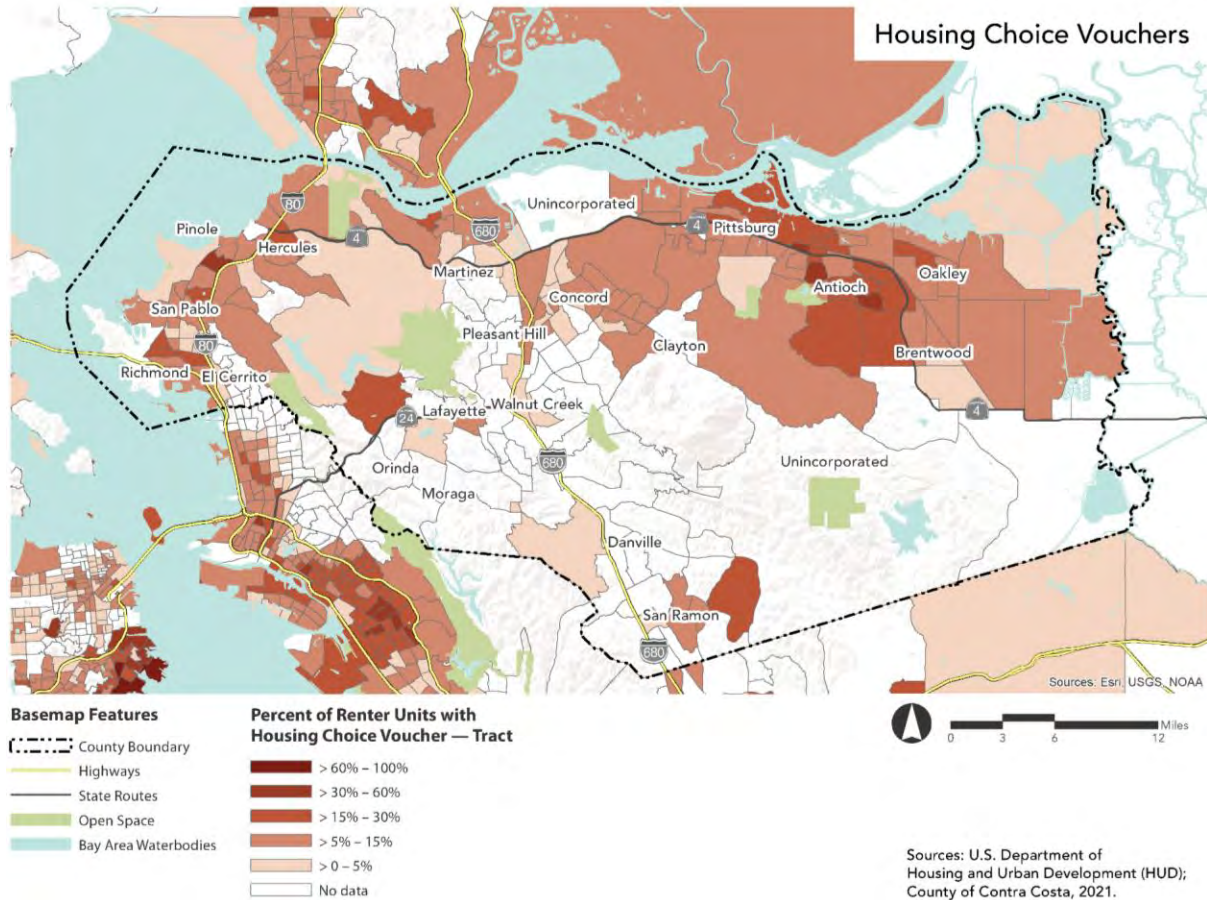 Housing Choice Vouchers
Unincorporated
80
Pinole
Hercules
4
680
4
Pittsburg
Martinez
Concord
Antioch
Oakley
San Pablo
80
Pleasant Hill
Clayton
Brentwood
Richmond
El Cerrito
24
Lafayette
Walnut Creek
4
Orinda
680
Unincorporated
Moraga
Danville
San Ramon
680
Sources: Esri, USGS, NOAA
Basemap Features
County Boundary
Highways
State Routes
Open Space
Bay Area Waterbodies
Percent of Renter Units with
Housing Choice Voucher — Tract
> 60% – 100%
> 30% – 60%
> 15% – 30%
> 5% – 15%
> 0 – 5%
No data
Miles
0 3 6 12
Sources: U.S. Department of
Housing and Urban Development (HUD);
County of Contra Costa, 2021.